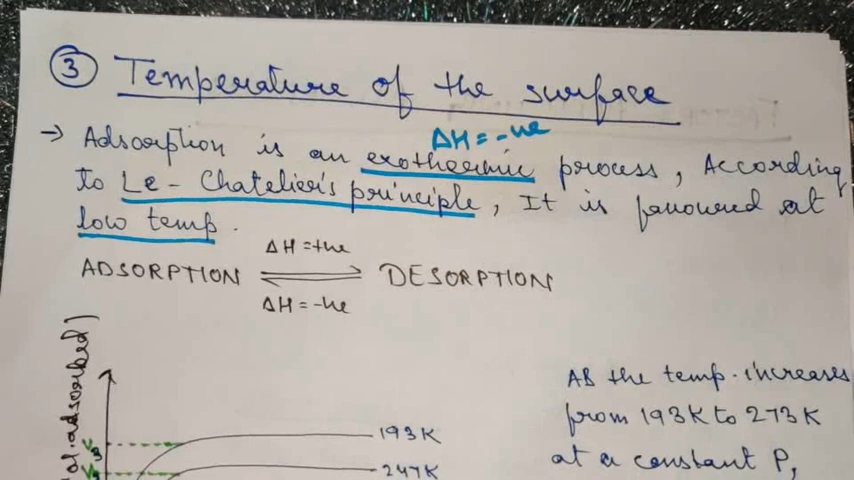 ③ Temperature of the surface
ΔH = -ve
→ Adsorption is an exothermic process, According
to Le-Chatelier's principle, It is favoured at
low temp.
ΔH = +ve
ADSORPTION ⇌ DESORPTION
ΔH = -ve
AB the temp. increases
from 193K to 273K
at a constant P,
193K
247K
adsorbed)